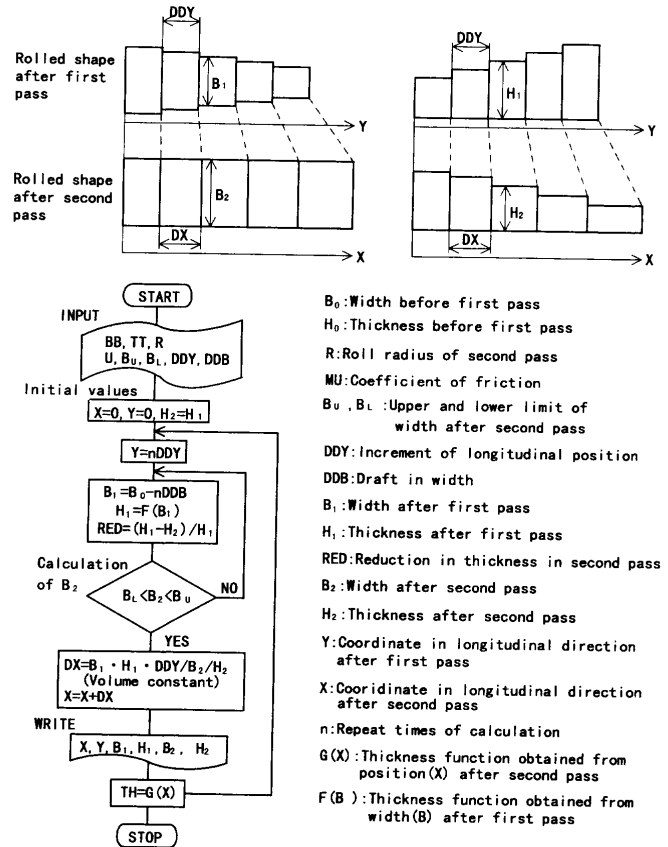 DDY
Rolled shape
after first
pass
B₁
Y
Rolled shape
after second
pass
B₂
DX
X
DDY
H₁
Y
H₂
DX
X
START
INPUT
BB, TT, R
U, Bᵤ, B_L, DDY, DDB
Initial values
X=0, Y=0, H₂=H₁
Y=nDDY
B₁=B₀-nDDB
H₁=F(B₁)
RED=(H₁-H₂)/H₁
Calculation
of B₂
B_L<B₂<Bᵤ
NO
YES
DX=B₁・H₁・DDY/B₂/H₂
(Volume constant)
X=X+DX
WRITE
X, Y, B₁, H₁, B₂, H₂
TH=G(X)
STOP
B₀:Width before first pass
H₀:Thickness before first pass
R:Roll radius of second pass
MU:Coefficient of friction
Bᵤ, B_L:Upper and lower limit of
width after second pass
DDY:Increment of longitudinal position
DDB:Draft in width
B₁:Width after first pass
H₁:Thickness after first pass
RED:Reduction in thickness in second pass
B₂:Width after second pass
H₂:Thickness after second pass
Y:Coordinate in longitudinal direction
after first pass
X:Cooridinate in longitudinal direction
after second pass
n:Repeat times of calculation
G(X):Thickness function obtained from
position(X) after second pass
F(B ):Thickness function obtained from
width(B) after first pass